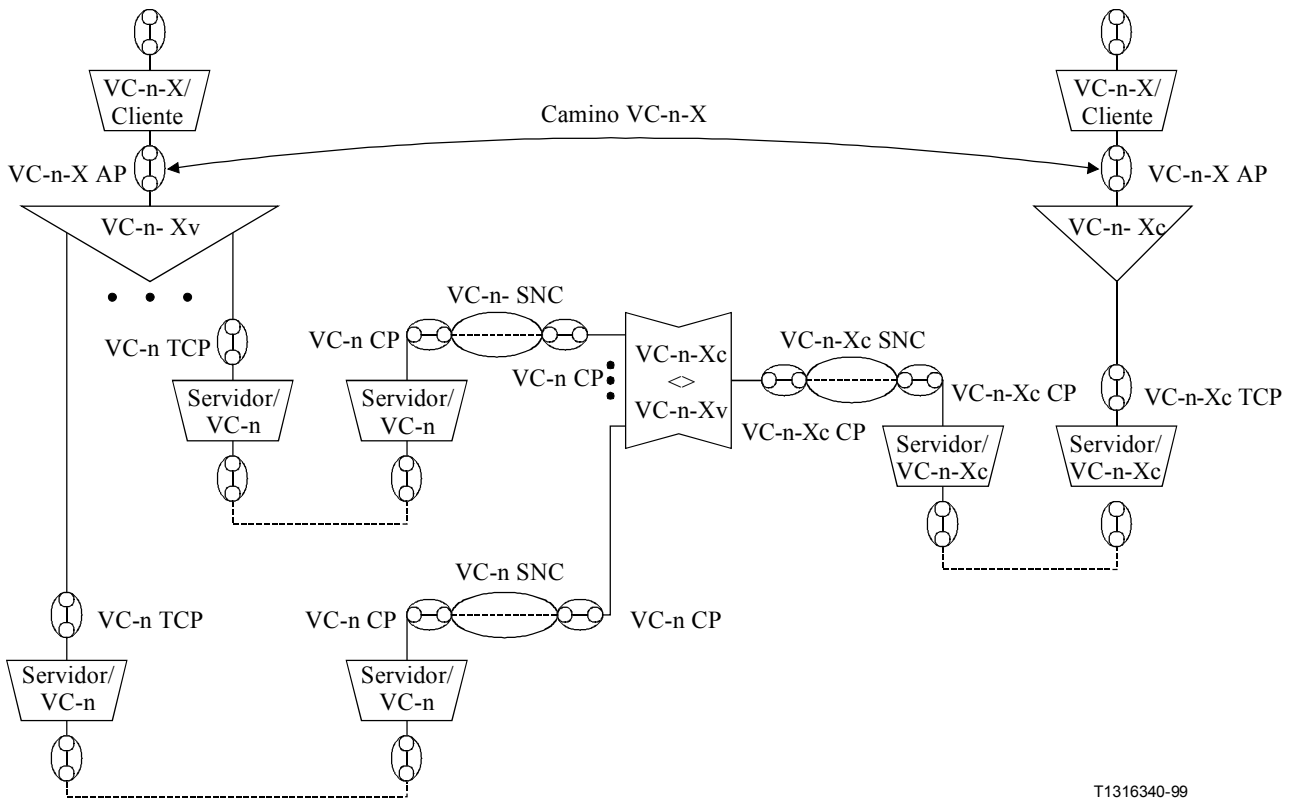 VC-n-X/
Cliente
VC-n-X/
Cliente
Camino VC-n-X
VC-n-X AP
VC-n-X AP
VC-n- Xv
VC-n- Xc
VC-n- SNC
VC-n TCP
VC-n CP
VC-n CP
VC-n-Xc
<>
VC-n-Xv
VC-n-Xc SNC
VC-n-Xc CP
VC-n-Xc CP
VC-n-Xc TCP
Servidor/
VC-n
Servidor/
VC-n
Servidor/
VC-n-Xc
Servidor/
VC-n-Xc
VC-n SNC
VC-n TCP
VC-n CP
VC-n CP
Servidor/
VC-n
Servidor/
VC-n
T1316340-99